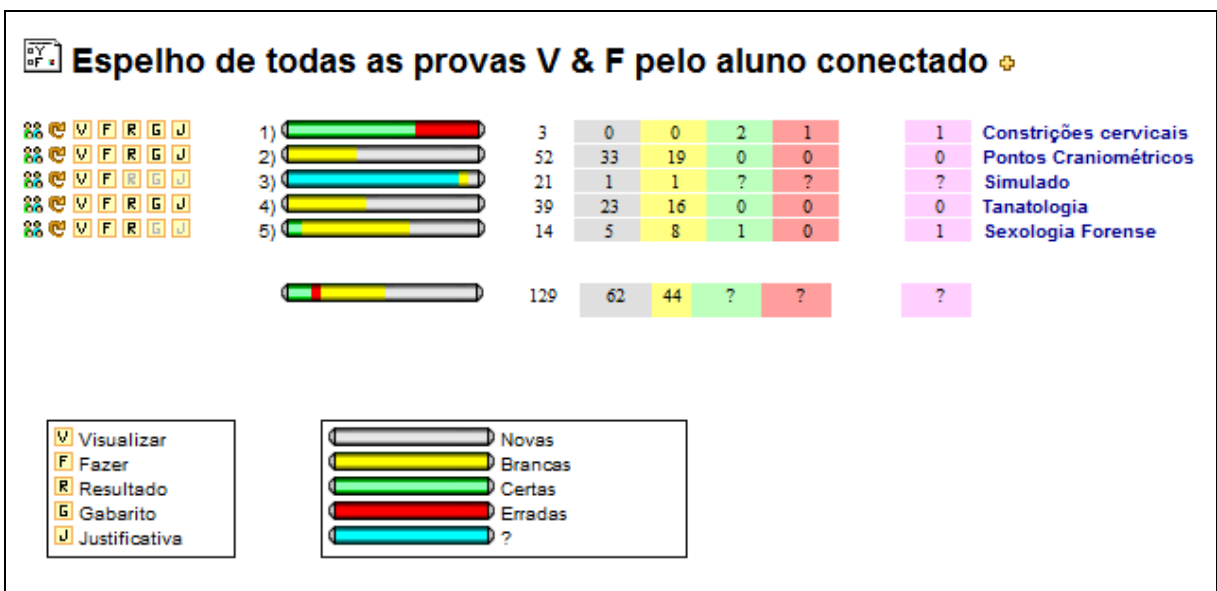 Espelho de todas as provas V & F pelo aluno conectado
V F R G J 1) 3 0 0 2 1 1 Constrições cervicais
V F R G J 2) 52 33 19 0 0 0 Pontos Craniométricos
V F R G J 3) 21 1 1 ? ? ? Simulado
V F R G J 4) 39 23 16 0 0 0 Tanatologia
V F R G J 5) 14 5 8 1 0 1 Sexologia Forense
129 62 44 ? ? ?
V Visualizar
F Fazer
R Resultado
G Gabarito
J Justificativa
Novas
Brancas
Certas
Erradas
?